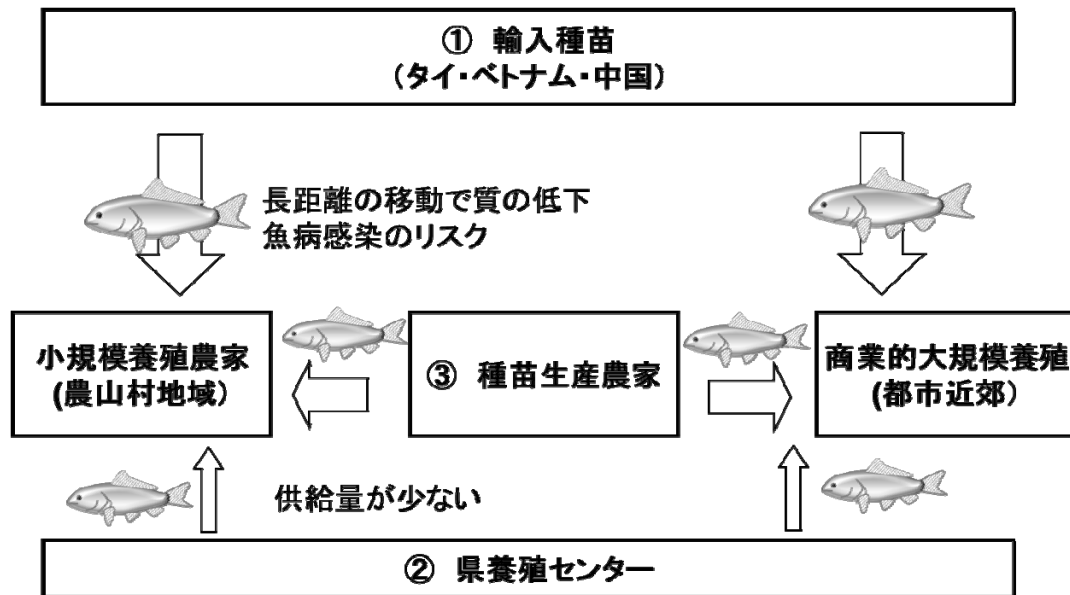 ① 輸入種苗
（タイ・ベトナム・中国）
長距離の移動で質の低下
魚病感染のリスク
小規模養殖農家
(農山村地域）
③ 種苗生産農家
商業的大規模養殖
(都市近郊）
供給量が少ない
② 県養殖センター